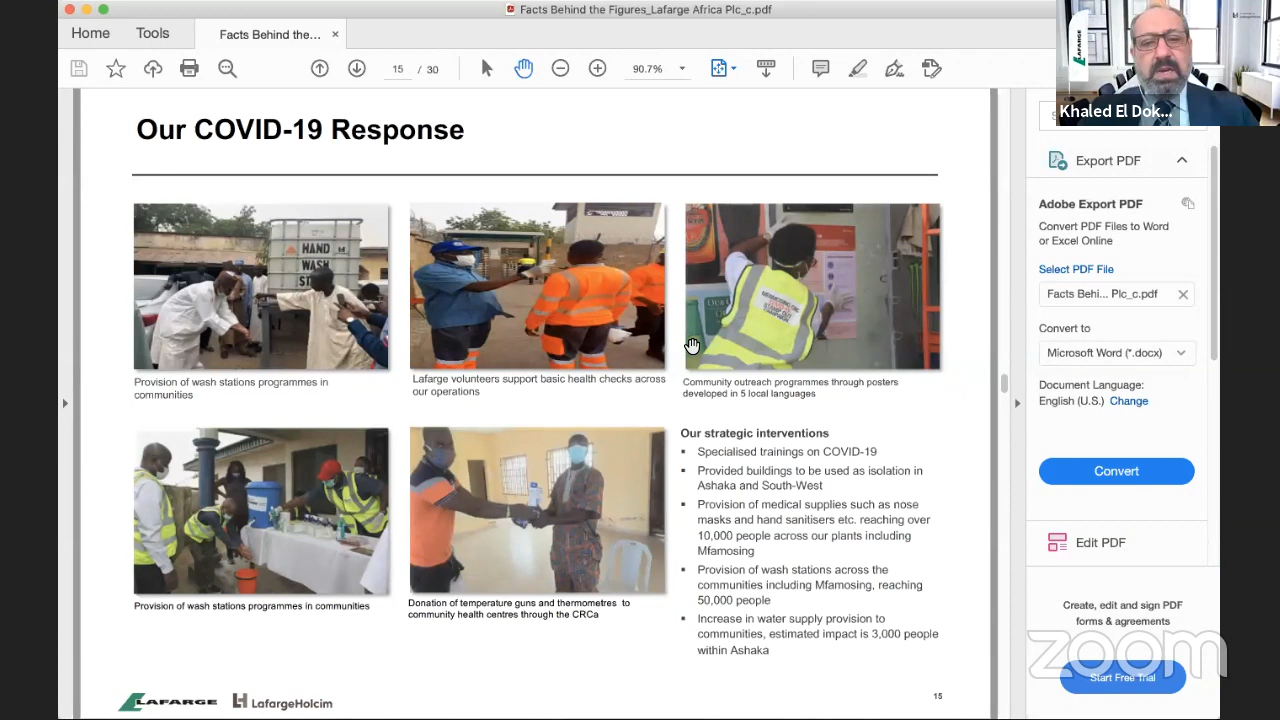 Facts Behind the Figures_Lafarge Africa Plc_c.pdf
Home
Tools
Facts Behind the...
×
15 / 30
90.7%
LAFARGE
Khaled El Dok...
Our COVID-19 Response
HAND
WASH
Provision of wash stations programmes in
communities
Lafarge volunteers support basic health checks across
our operations
Community outreach programmes through posters
developed in 5 local languages
Provision of wash stations programmes in communities
Donation of temperature guns and thermometres to
community health centres through the CRCa
Our strategic interventions
▪ Specialised trainings on COVID-19
▪ Provided buildings to be used as isolation in
Ashaka and South-West
▪ Provision of medical supplies such as nose
masks and hand sanitisers etc. reaching over
10,000 people across our plants including
Mfamosing
▪ Provision of wash stations across the
communities including Mfamosing, reaching
50,000 people
▪ Increase in water supply provision to
communities, estimated impact is 3,000 people
within Ashaka
LAFARGE
LafargeHolcim
15
Export PDF
Adobe Export PDF
Convert PDF Files to Word
or Excel Online
Select PDF File
Facts Behi... Plc_c.pdf
Convert to
Microsoft Word (*.docx)
Document Language:
English (U.S.) Change
Convert
Edit PDF
Create, edit and sign PDF
forms & agreements
zoom
Start Free Trial